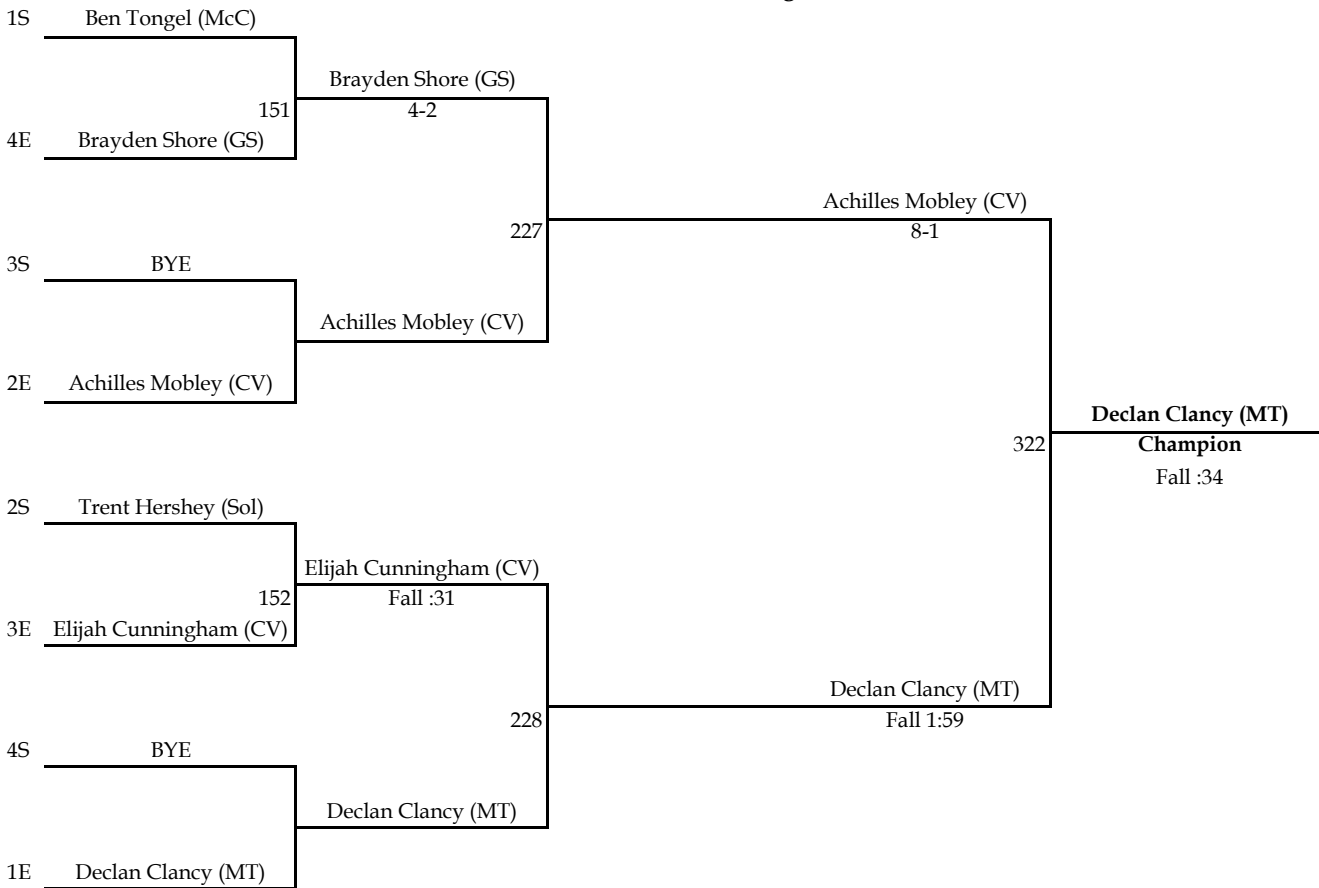 1S Ben Tongel (McC)
Brayden Shore (GS)
151 4-2
4E Brayden Shore (GS)
Achilles Mobley (CV)
227 8-1
3S BYE
Achilles Mobley (CV)
2E Achilles Mobley (CV)
Declan Clancy (MT)
322 Champion
Fall :34
2S Trent Hershey (Sol)
Elijah Cunningham (CV)
152 Fall :31
3E Elijah Cunningham (CV)
Declan Clancy (MT)
228 Fall 1:59
4S BYE
Declan Clancy (MT)
1E Declan Clancy (MT)